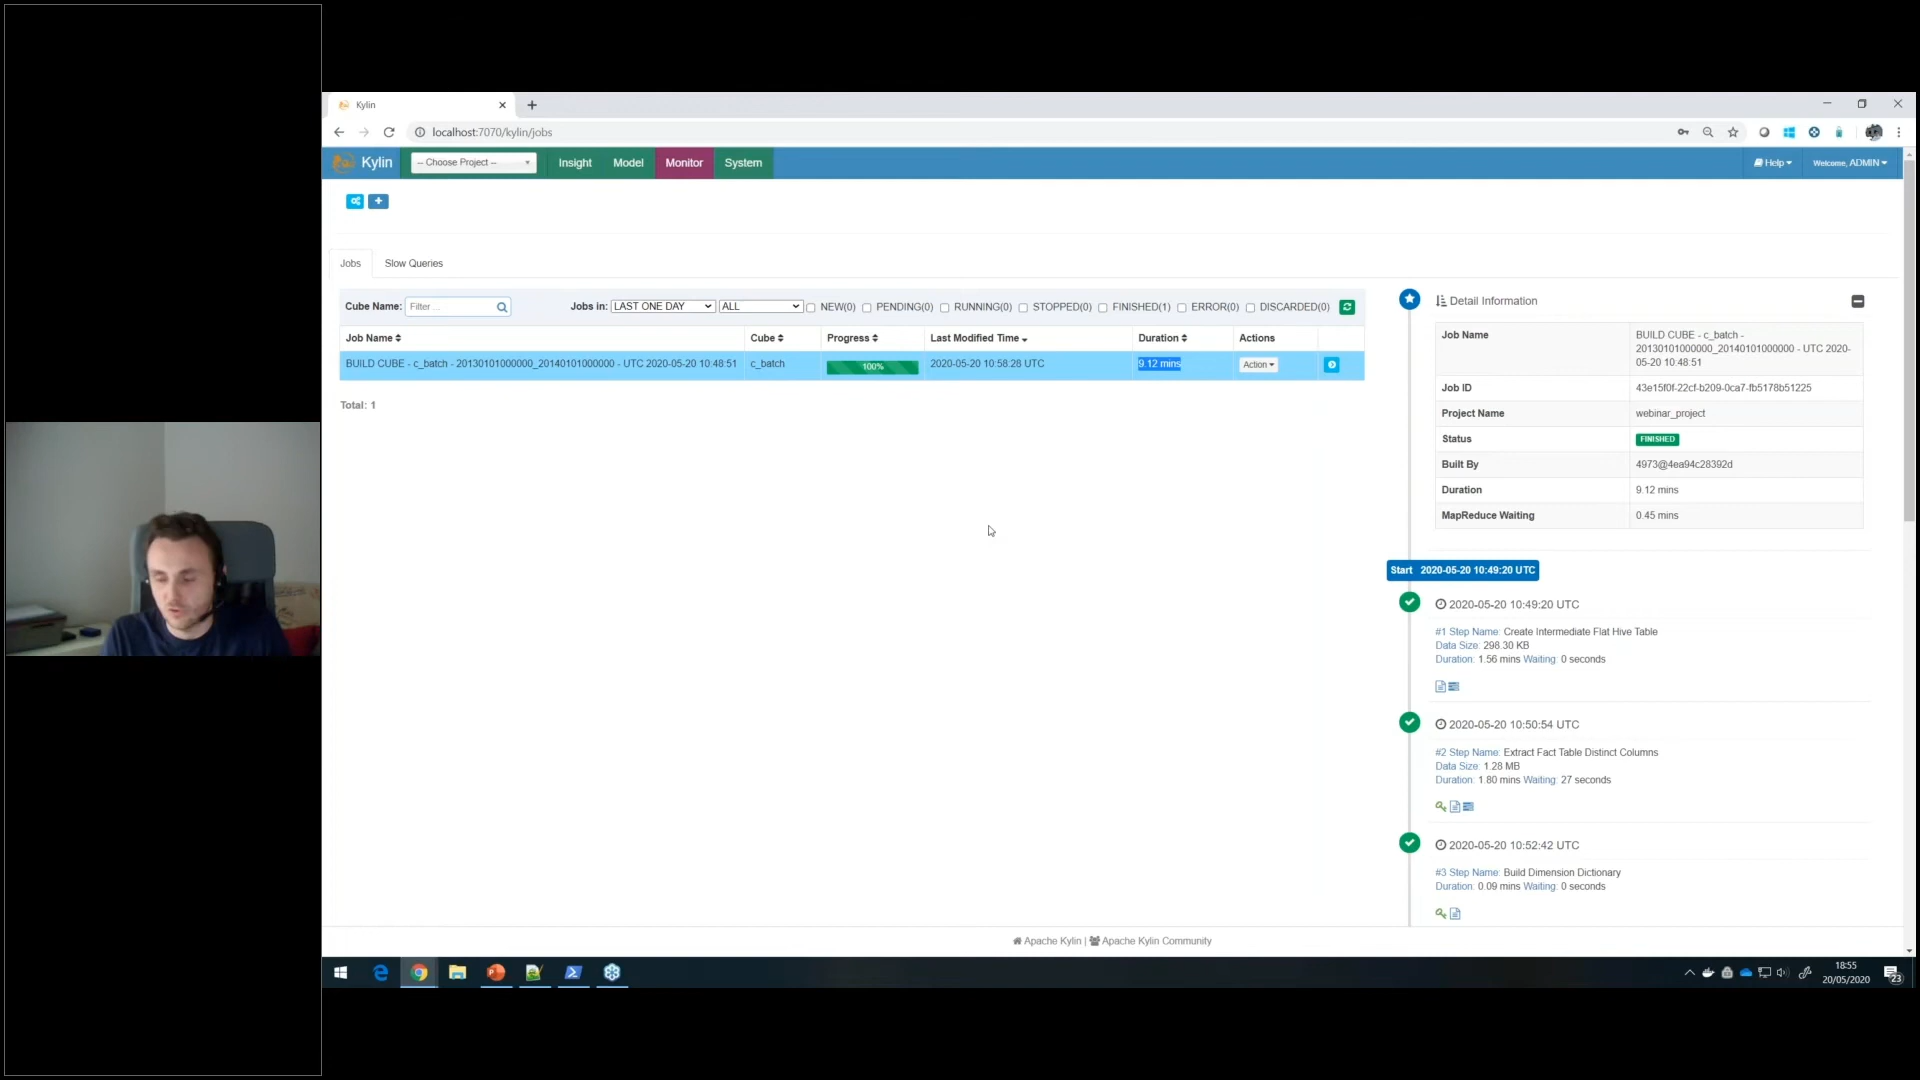 Kylin
localhost:7070/kylin/jobs
Kylin
-- Choose Project --
Insight
Model
Monitor
System
Help
Welcome, ADMIN
Jobs
Slow Queries
Cube Name: Filter ...
Jobs in: LAST ONE DAY ALL NEW(0) PENDING(0) RUNNING(0) STOPPED(0) FINISHED(1) ERROR(0) DISCARDED(0)
Job Name Cube Progress Last Modified Time Duration Actions
BUILD CUBE - c_batch - 20130101000000_20140101000000 - UTC 2020-05-20 10:48:51 c_batch 100% 2020-05-20 10:58:28 UTC 9.12 mins Action
Total: 1
Detail Information
Job Name BUILD CUBE - c_batch -
20130101000000_20140101000000 - UTC 2020-
05-20 10:48:51
Job ID 43e15f0f-22cf-b209-0ca7-fb5178b51225
Project Name webinar_project
Status FINISHED
Built By 4973@4ea94c28392d
Duration 9.12 mins
MapReduce Waiting 0.45 mins
Start 2020-05-20 10:49:20 UTC
2020-05-20 10:49:20 UTC
#1 Step Name: Create Intermediate Flat Hive Table
Data Size: 298.30 KB
Duration: 1.56 mins Waiting: 0 seconds
2020-05-20 10:50:54 UTC
#2 Step Name: Extract Fact Table Distinct Columns
Data Size: 1.28 MB
Duration: 1.80 mins Waiting: 27 seconds
2020-05-20 10:52:42 UTC
#3 Step Name: Build Dimension Dictionary
Duration: 0.09 mins Waiting: 0 seconds
Apache Kylin | Apache Kylin Community
18:55
20/05/2020
23